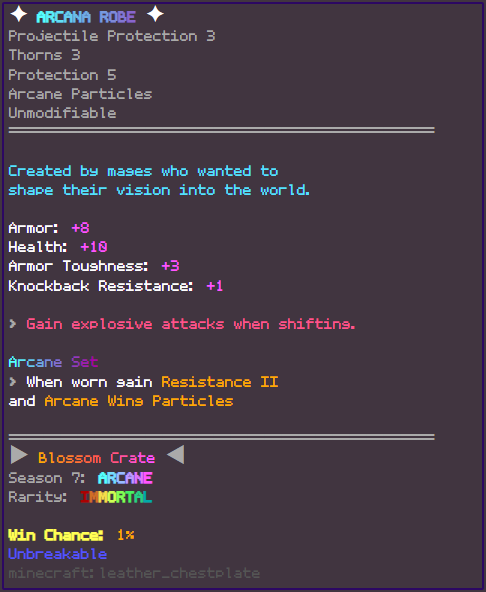 ✦ ARCANA ROBE ✦
Projectile Protection 3
Thorns 3
Protection 5
Arcane Particles
Unmodifiable
Created by mages who wanted to
shape their vision into the world.
Armor: +8
Health: +10
Armor Toughness: +3
Knockback Resistance: +1
> Gain explosive attacks when shifting.
Arcane Set
> When worn gain Resistance II
and Arcane Wing Particles
▶ Blossom Crate ◀
Season 7: ARCANE
Rarity: IMMORTAL
Win Chance: 1%
Unbreakable
minecraft:leather_chestplate